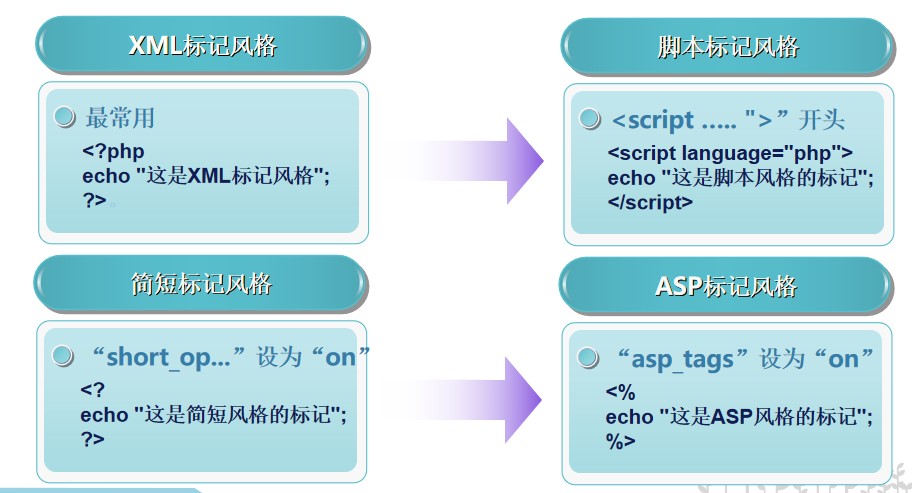 XML标记风格
最常用
<?php
echo "这是XML标记风格";
?>
脚本标记风格
<script ….. ">”开头
<script language="php">
echo "这是脚本风格的标记";
</script>
简短标记风格
“short_op...”设为“on”
<?
echo "这是简短风格的标记";
?>
ASP标记风格
“asp_tags”设为“on”
<%
echo "这是ASP风格的标记";
%>